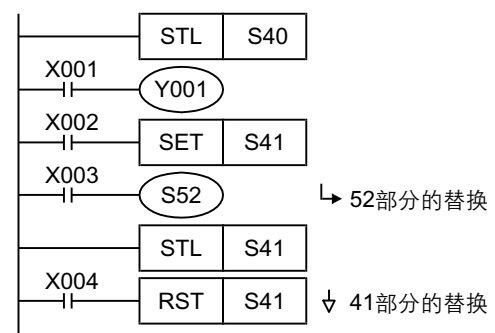 STL S40
X001
Y001
X002
SET S41
X003
S52 52部分的替换
STL S41
X004
RST S41 41部分的替换